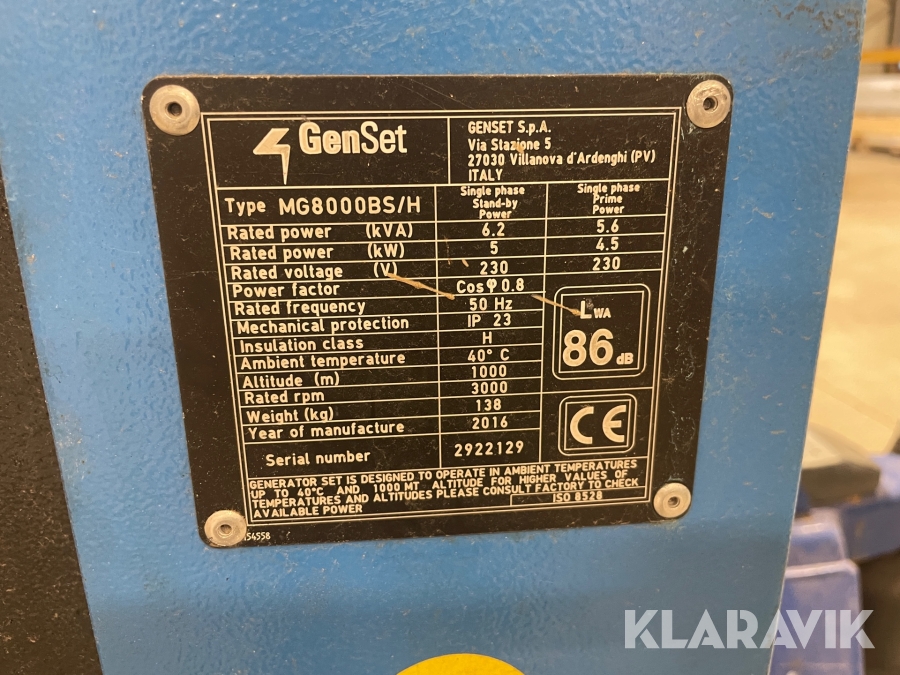 GenSet
GENSET S.p.A.
Via Stazione 5
27030 Villanova d'Ardenghi (PV)
ITALY
Type MG8000BS/H
Single phase Stand-by Power
Single phase Prime Power
Rated power (kVA) 6.2 5.6
Rated power (kW) 5 4.5
Rated voltage (V) 230 230
Power factor Cosφ 0.8
Rated frequency 50 Hz
Mechanical protection IP 23
Insulation class H
Ambient temperature 40° C
Altitude (m) 1000
Rated rpm 3000
Weight (kg) 138
Year of manufacture 2016
Serial number 2922129
LWA
86 dB
CE
GENERATOR SET IS DESIGNED TO OPERATE IN AMBIENT TEMPERATURES
UP TO 40°C AND 1000 MT. ALTITUDE FOR HIGHER VALUES OF
TEMPERATURES AND ALTITUDES PLEASE CONSULT FACTORY TO CHECK
AVAILABLE POWER
ISO 8528
154558
KLARAVIK